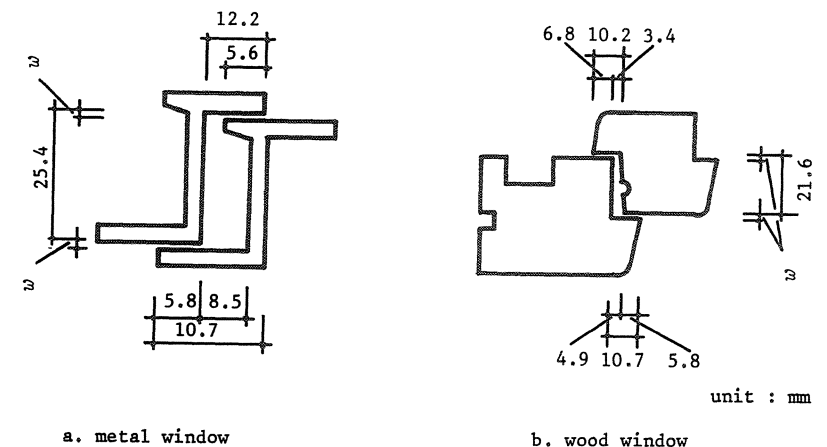 12.2
5.6
w
25.4
w
5.8 8.5
10.7
a. metal window
6.8 10.2 3.4
21.6
w
4.9 10.7 5.8
unit : mm
b. wood window